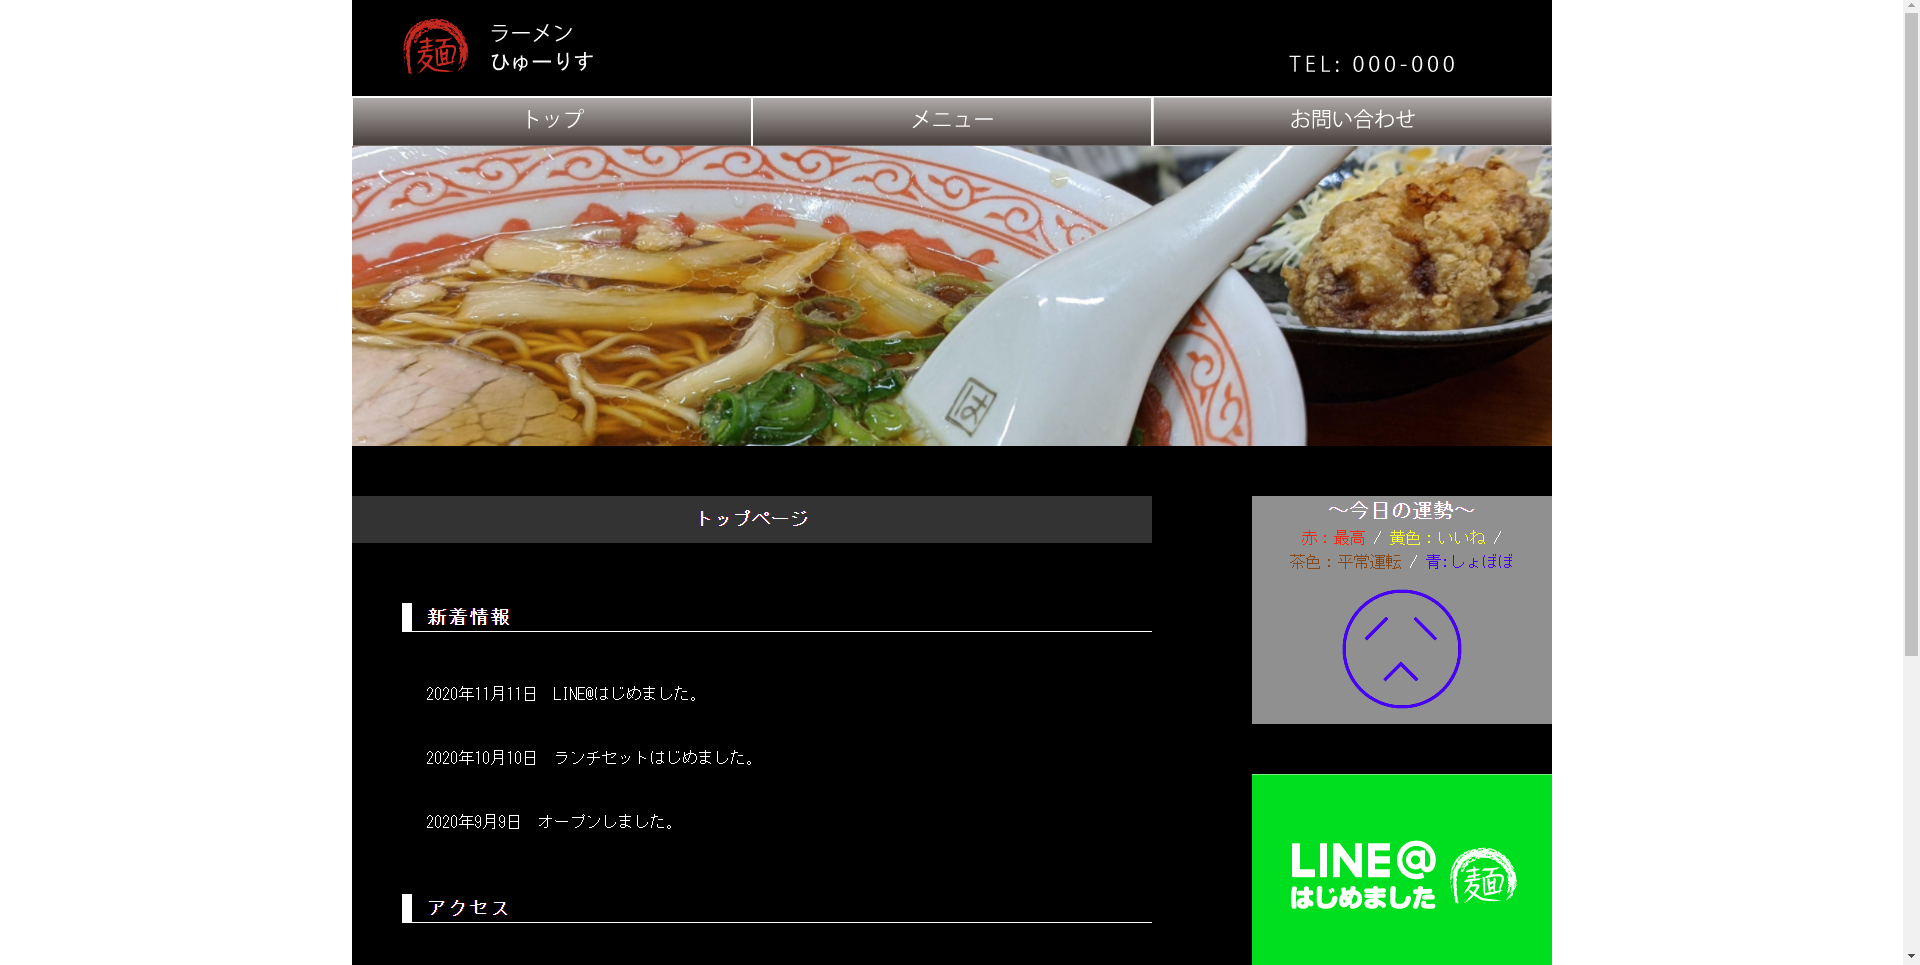 麺
ラーメン
ひゅーりす
TEL: 000-000
トップ
メニュー
お問い合わせ
トップページ
新着情報
2020年11月11日　LINE@はじめました。
2020年10月10日　ランチセットはじめました。
2020年9月9日　オープンしました。
アクセス
～今日の運勢～
赤：最高 / 黄色：いいね /
茶色：平常運転 / 青:しょぼぼ
LINE@
はじめました
麺